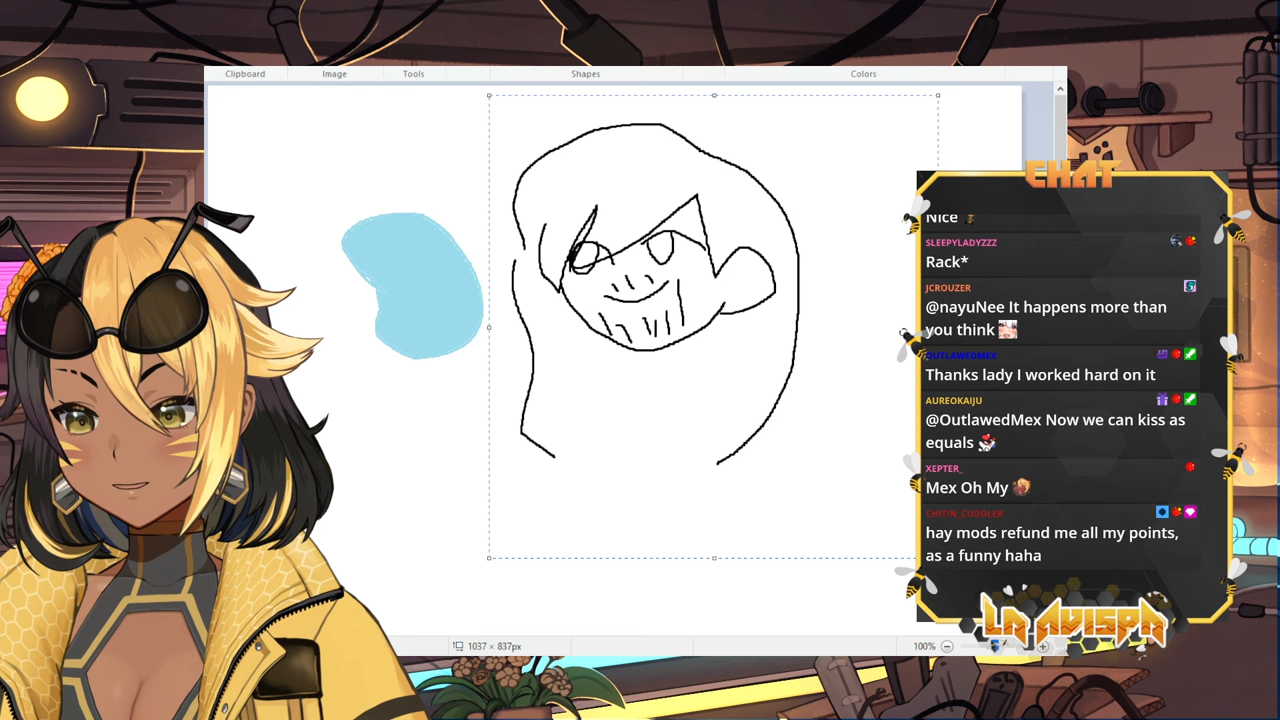 Clipboard Image Tools Shapes Colors
CHAT
Nice
SLEEPYLADYZZZ
Rack*
JCROUZER
@nayuNee It happens more than
you think
OUTLAWEDMEX
Thanks lady I worked hard on it
AUREOKAIJU
@OutlawedMex Now we can kiss as
equals
XEPTER_
Mex Oh My
CHITIN_CUDDLER
hay mods refund me all my points,
as a funny haha
LA AVISPA
1037 × 837px 100%